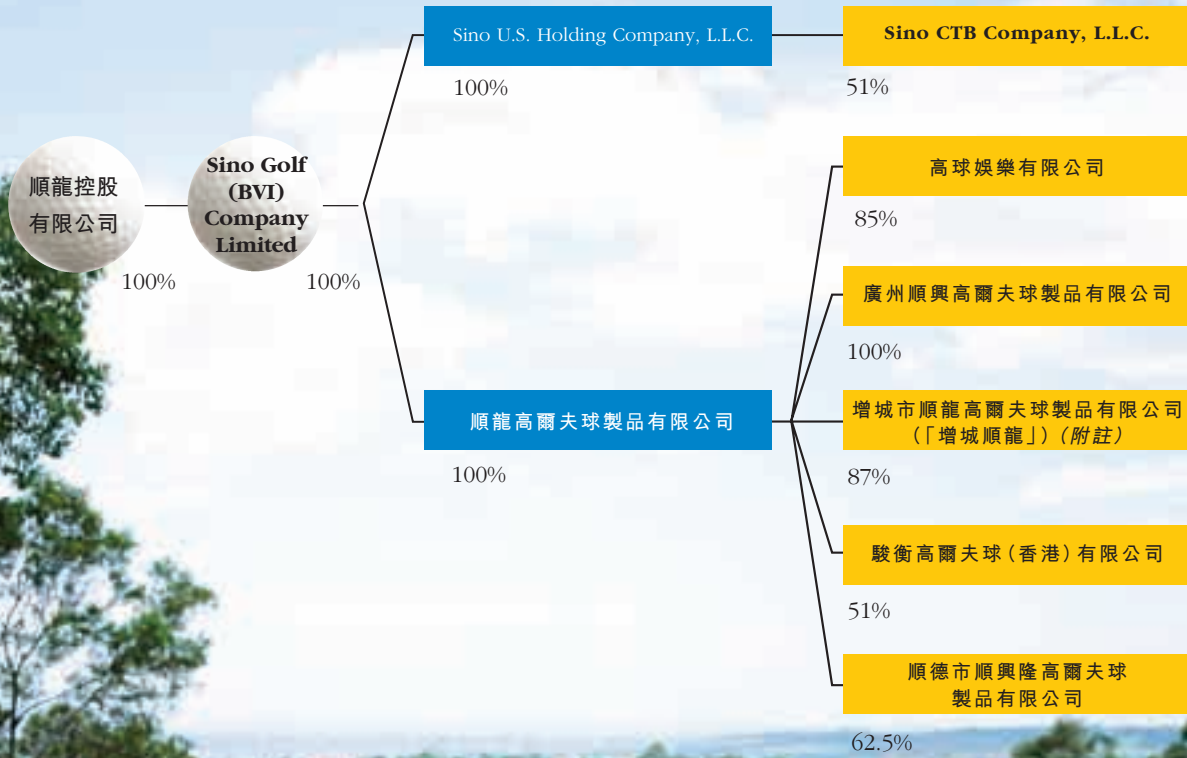 順龍控股
有限公司
100%
Sino Golf
(BVI)
Company
Limited
100%
Sino U.S. Holding Company, L.L.C.
100%
Sino CTB Company, L.L.C.
51%
順龍高爾夫球製品有限公司
100%
高球娛樂有限公司
85%
廣州順興高爾夫球製品有限公司
100%
增城市順龍高爾夫球製品有限公司
(「增城順龍」)(附註)
87%
駿衡高爾夫球(香港)有限公司
51%
順德市順興隆高爾夫球
製品有限公司
62.5%